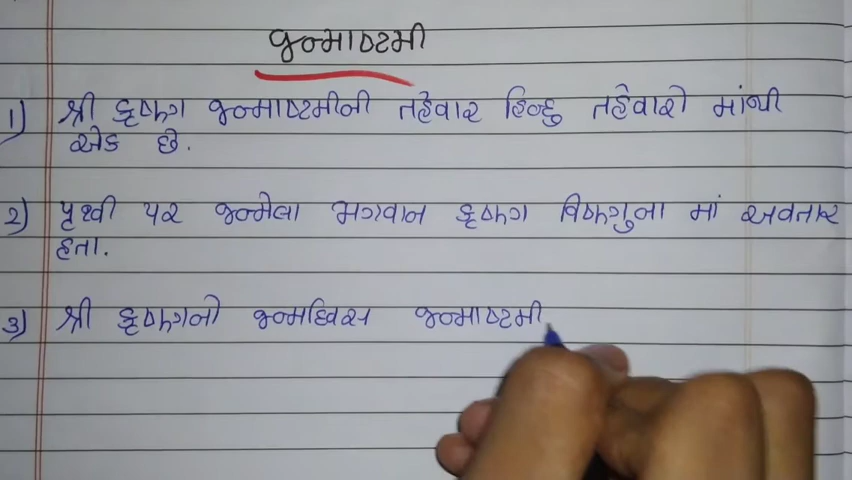 જન્માષ્ટમી
1) શ્રી કૃષ્ણ જન્માષ્ટમીની તહેવાર હિન્દુ તહેવારો માંથી
એક છે.
2) પૃથ્વી પર જન્મેલા ભગવાન કૃષ્ણ વિષ્ણુના માં અવતાર
હતા.
3) શ્રી કૃષ્ણનો જન્મદિવસ જન્માષ્ટમી